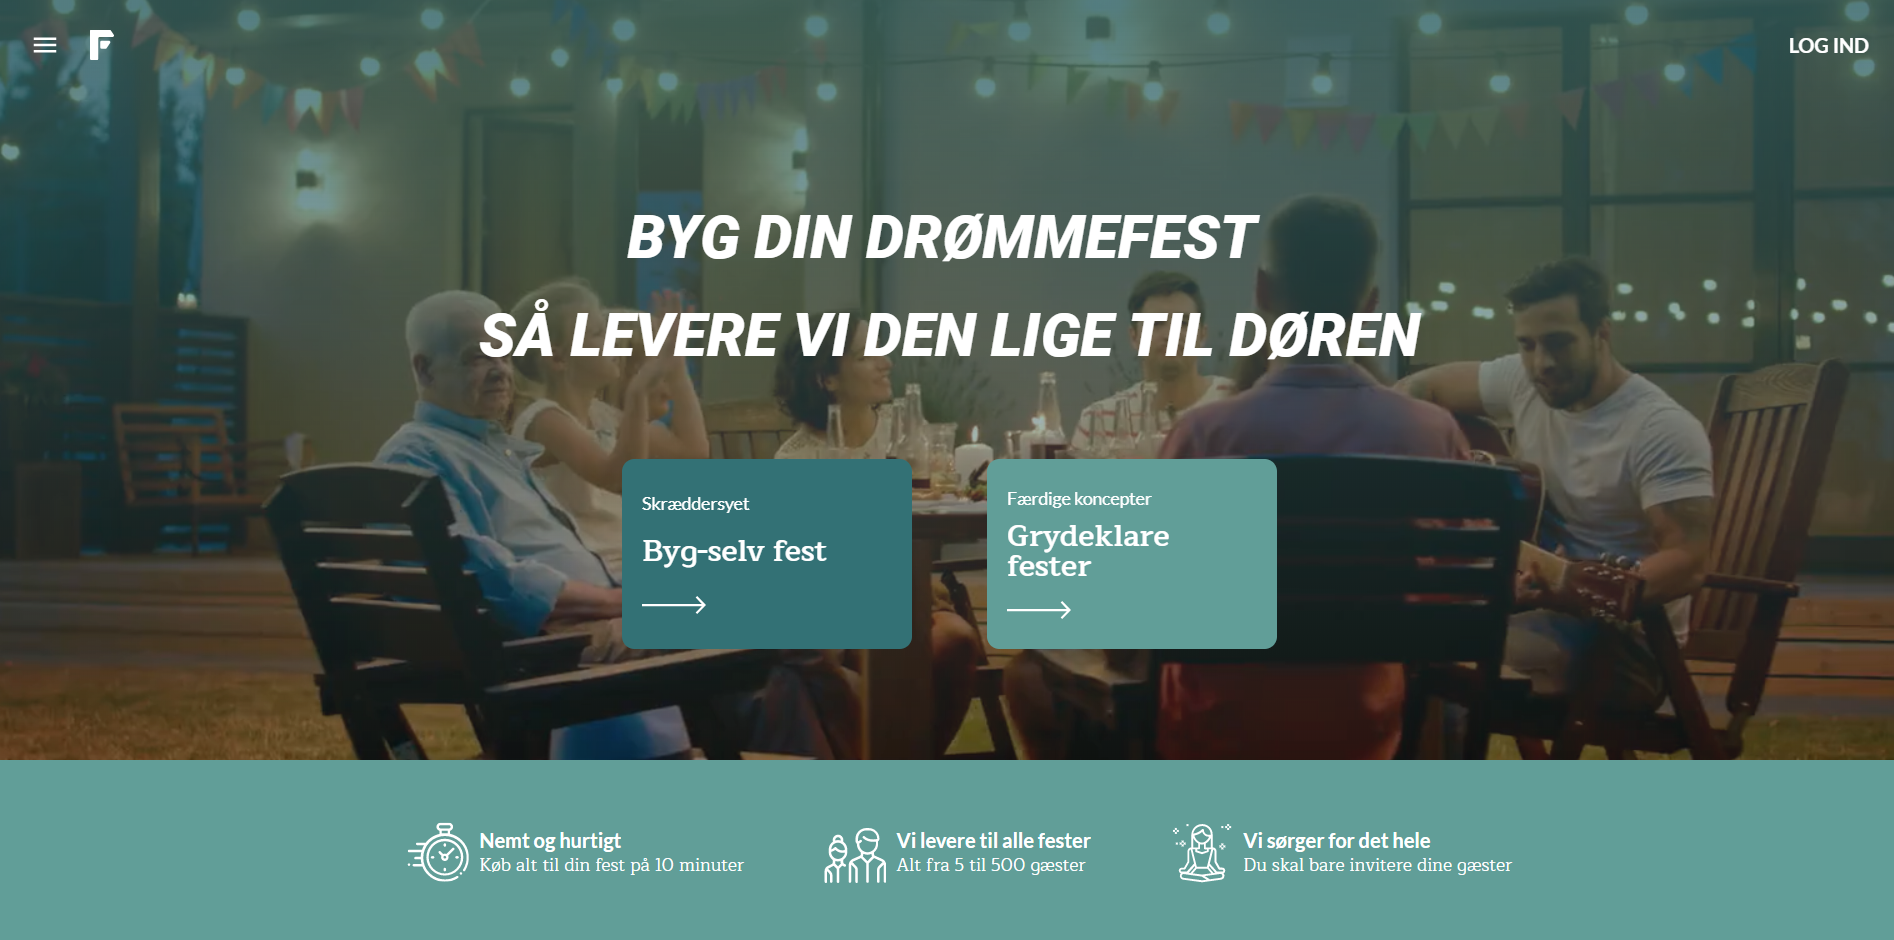 F
LOG IND
BYG DIN DRØMMEFEST
SÅ LEVERE VI DEN LIGE TIL DØREN
Skræddersyet
Byg-selv fest
Færdige koncepter
Grydeklare
fester
Nemt og hurtigt
Køb alt til din fest på 10 minuter
Vi levere til alle fester
Alt fra 5 til 500 gæster
Vi sørger for det hele
Du skal bare invitere dine gæster